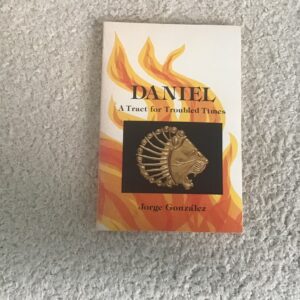 DANIEL
A Tract for Troubled Times
Jorge González